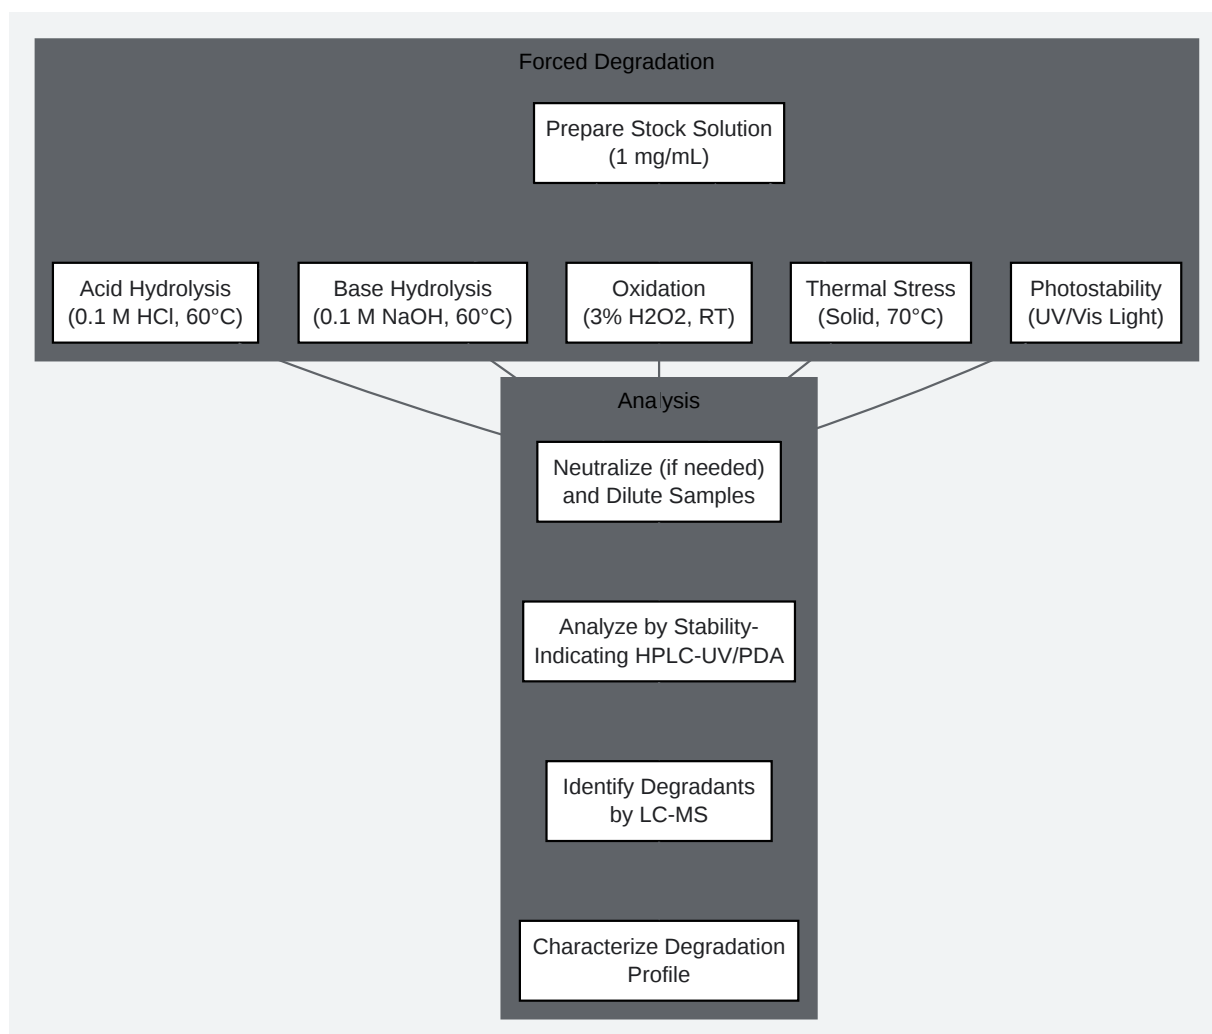 Forced Degradation
Prepare Stock Solution
(1 mg/mL)
Acid Hydrolysis
(0.1 M HCl, 60°C)
Base Hydrolysis
(0.1 M NaOH, 60°C)
Oxidation
(3% H2O2, RT)
Thermal Stress
(Solid, 70°C)
Photostability
(UV/Vis Light)
Analysis
Neutralize (if needed)
and Dilute Samples
Analyze by Stability-
Indicating HPLC-UV/PDA
Identify Degradants
by LC-MS
Characterize Degradation
Profile